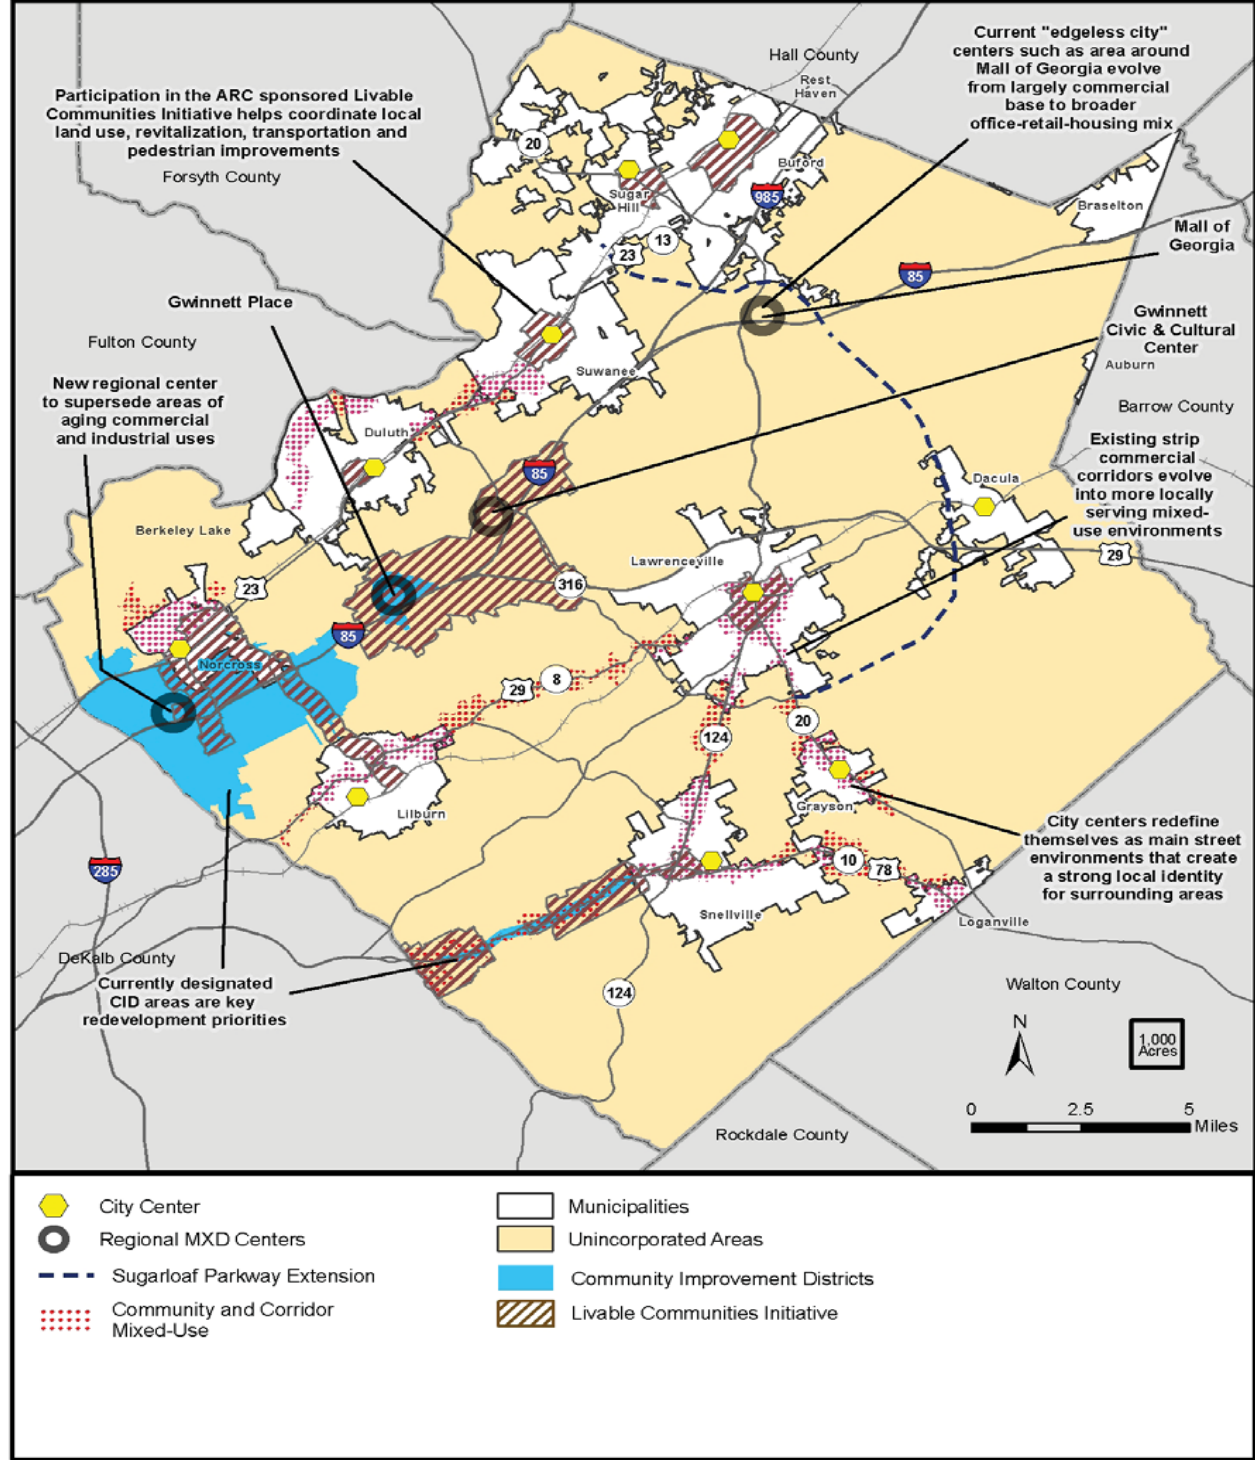 Hall County
Rest
Haven
Current "edgeless city"
centers such as area around
Mall of Georgia evolve
from largely commercial
base to broader
office-retail-housing mix
Participation in the ARC sponsored Livable
Communities Initiative helps coordinate local
land use, revitalization, transportation and
pedestrian improvements
Forsyth County
20
Buford
Sugar
Hill
985
Braselton
13
23
Mall of
Georgia
85
Gwinnett Place
Gwinnett
Civic & Cultural
Center
Fulton County
Suwanee
Auburn
Barrow County
New regional center
to supersede areas of
aging commercial
and industrial uses
Duluth
Existing strip
commercial
corridors evolve
into more locally
serving mixed-
use environments
85
Dacula
Berkeley Lake
Lawrenceville
29
23
316
85
Norcross
29
8
20
124
Lilburn
Grayson
City centers redefine
themselves as main street
environments that create
a strong local identity
for surrounding areas
285
10
78
Snellville
Loganville
DeKalb County
Currently designated
CID areas are key
redevelopment priorities
124
Walton County
N
1,000
Acres
0 2.5 5
Miles
Rockdale County
City Center
Regional MXD Centers
Sugarloaf Parkway Extension
Community and Corridor
Mixed-Use
Municipalities
Unincorporated Areas
Community Improvement Districts
Livable Communities Initiative